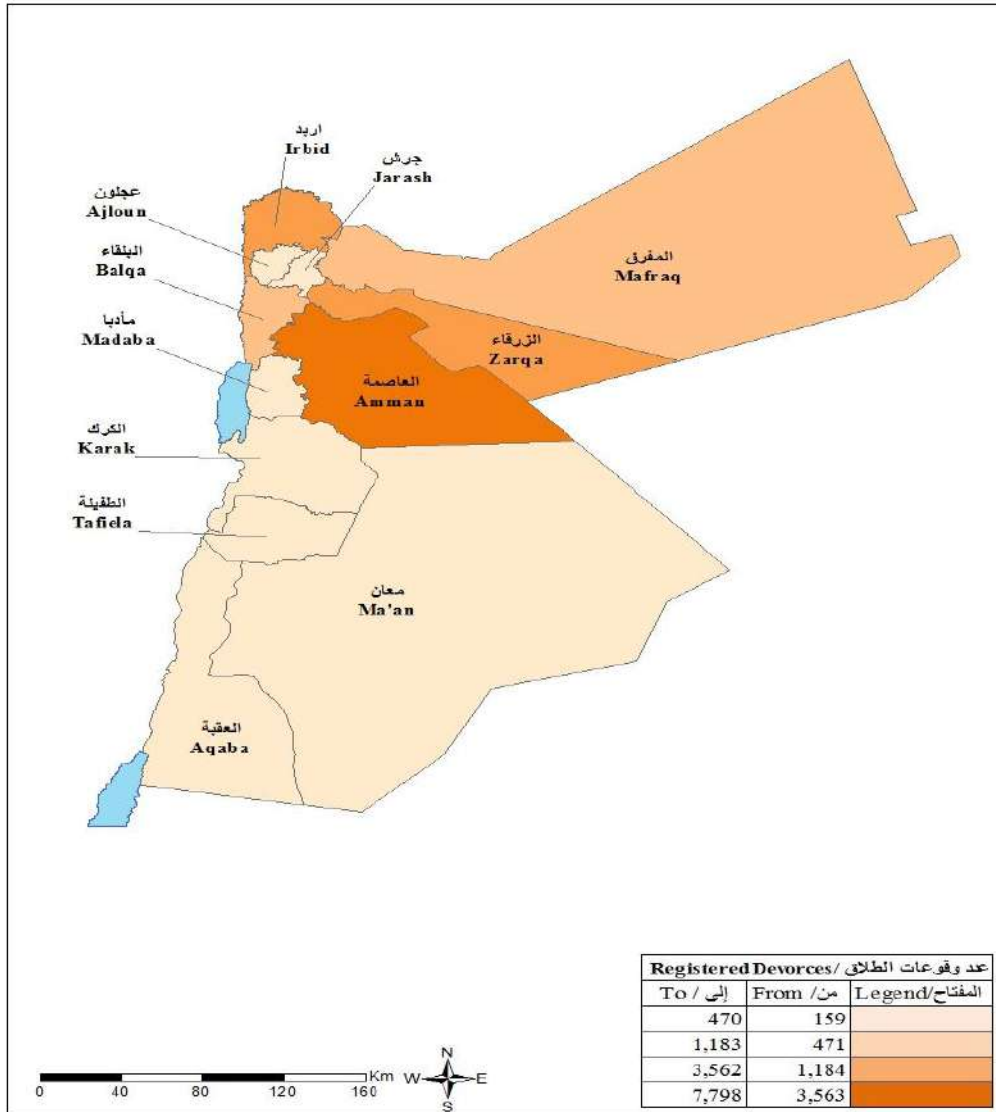 اربد
Irbid
جرش
Jarash
عجلون
Ajloun
البلقاء
Balqa
المفرق
Mafraq
مأدبا
Madaba
الزرقاء
Zarqa
العاصمة
Amman
الكرك
Karak
الطفيلة
Tafiela
معان
Ma'an
العقبة
Aqaba
Registered Devorces/ عدد وقوعات الطلاق
To / إلى From /من Legend/المفتاح
470 159
1,183 471
3,562 1,184
7,798 3,563
Km
0 40 80 120 160
N
W E
S